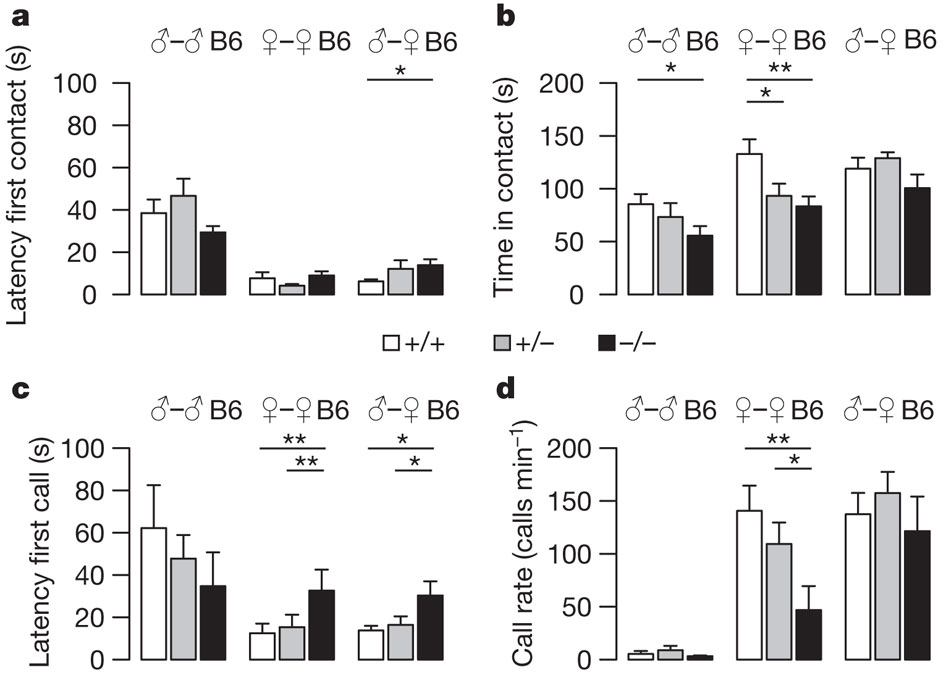 a
♂–♂ B6 ♀–♀ B6 ♂–♀ B6
*
Latency first contact (s)
100
80
60
40
20
0
b
♂–♂ B6 ♀–♀ B6 ♂–♀ B6
* **
*
Time in contact (s)
200
150
100
50
0
+/+ +/– –/–
c
♂–♂ B6 ♀–♀ B6 ♂–♀ B6
** *
** *
Latency first call (s)
100
80
60
40
20
0
d
♂–♂ B6 ♀–♀ B6 ♂–♀ B6
**
*
Call rate (calls min⁻¹)
200
150
100
50
0